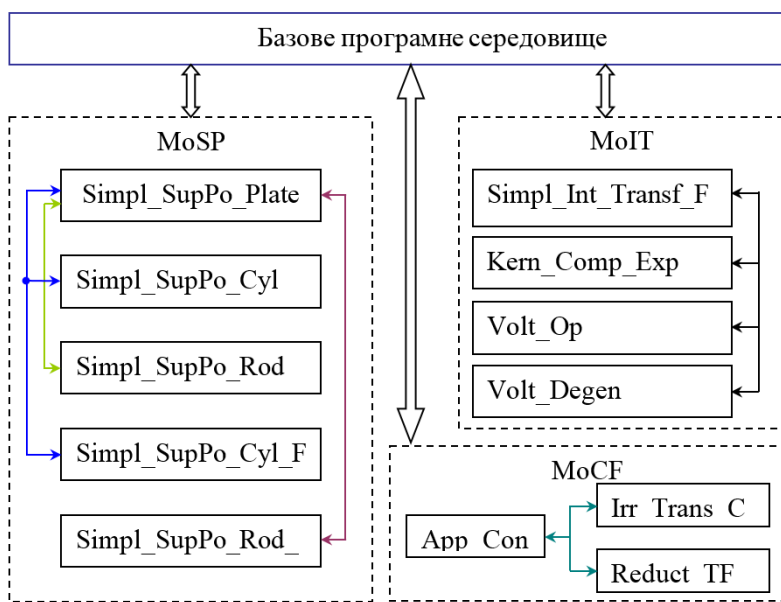 Базове програмне середовище
MoSP
Simpl_SupPo_Plate
Simpl_SupPo_Cyl
Simpl_SupPo_Rod
Simpl_SupPo_Cyl_F
Simpl_SupPo_Rod_
MoIT
Simpl_Int_Transf_F
Kern_Comp_Exp
Volt_Op
Volt_Degen
MoCF
App_Con
Irr_Trans_C
Reduct_TF